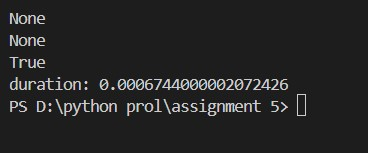 None
None
True
duration: 0.0006744000002072426
PS D:\python prol\assignment 5>